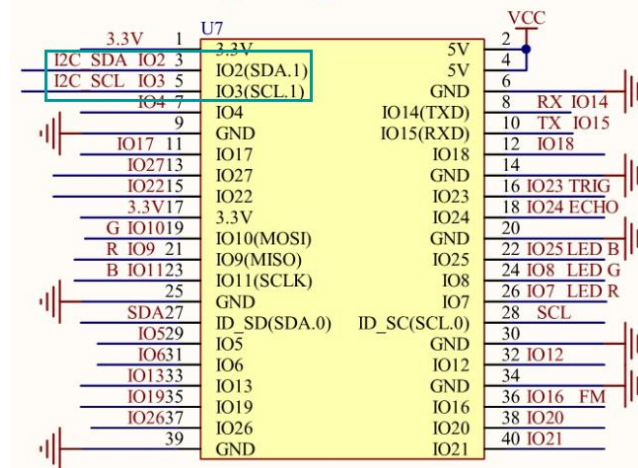 VCC
U7
3.3V 1 3.3V 5V 2
I2C SDA IO2 3 IO2(SDA.1) 5V 4
I2C SCL IO3 5 IO3(SCL.1) GND 6
IO4 7 IO4 IO14(TXD) 8 RX IO14
9 GND IO15(RXD) 10 TX IO15
IO17 11 IO17 IO18 12 IO18
IO27 13 IO27 GND 14
IO22 15 IO22 IO23 16 IO23 TRIG
3.3V 17 3.3V IO24 18 IO24 ECHO
G IO10 19 IO10(MOSI) GND 20
R IO9 21 IO9(MISO) IO25 22 IO25 LED B
B IO11 23 IO11(SCLK) IO8 24 IO8 LED G
25 GND IO7 26 IO7 LED R
SDA 27 ID_SD(SDA.0) ID_SC(SCL.0) 28 SCL
IO5 29 IO5 GND 30
IO6 31 IO6 IO12 32 IO12
IO13 33 IO13 GND 34
IO19 35 IO19 IO16 36 IO16 FM
IO26 37 IO26 IO20 38 IO20
39 GND IO21 40 IO21